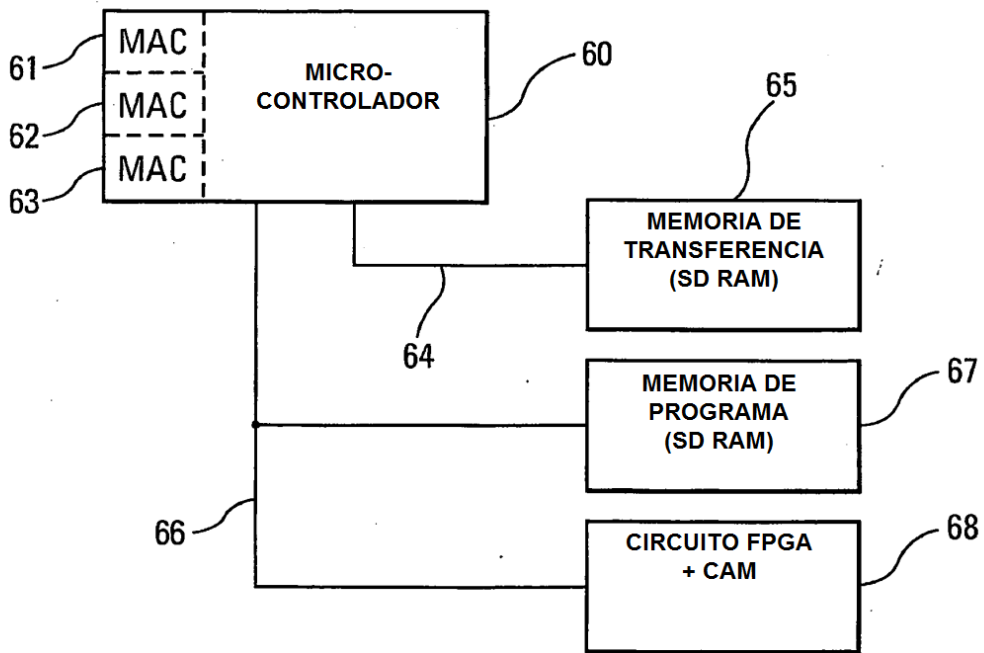 61
MAC
62
MAC
63
MAC
MICRO-
CONTROLADOR
60
65
MEMORIA DE
TRANSFERENCIA
(SD RAM)
64
MEMORIA DE
PROGRAMA
(SD RAM)
67
66
CIRCUITO FPGA
+ CAM
68